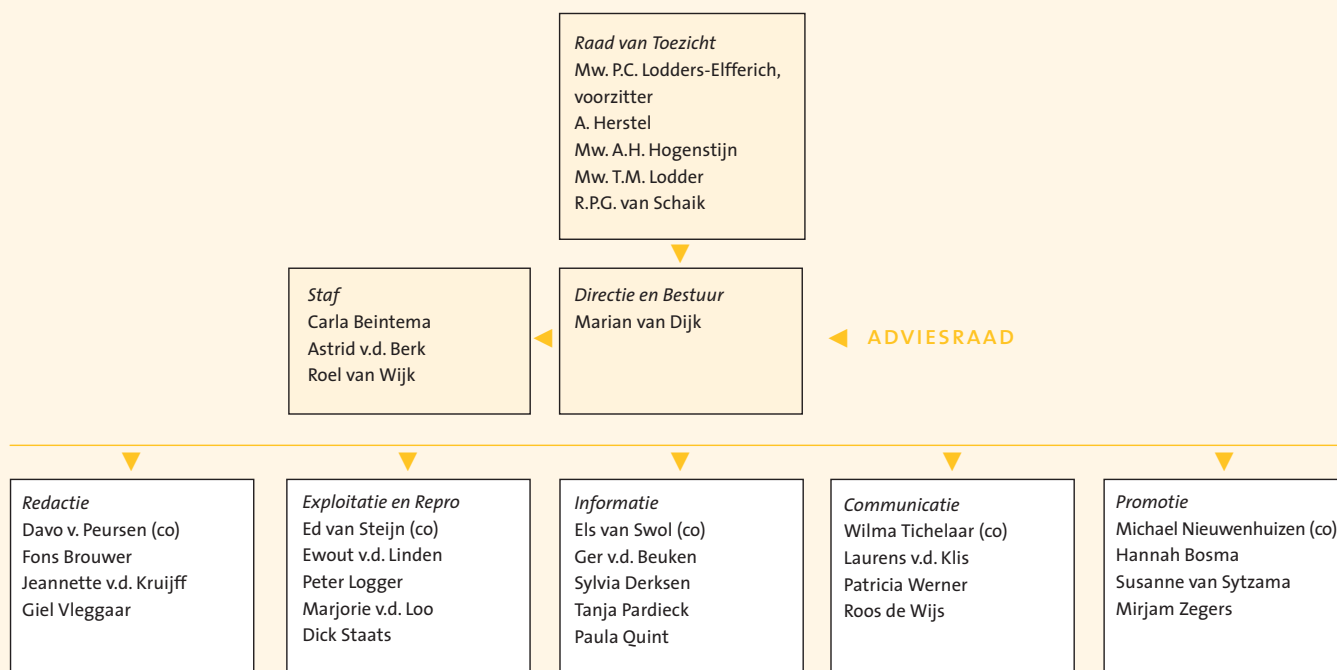 Raad van Toezicht
Mw. P.C. Lodders-Elfferich,
voorzitter
A. Herstel
Mw. A.H. Hogenstijn
Mw. T.M. Lodder
R.P.G. van Schaik
Staf
Carla Beintema
Astrid v.d. Berk
Roel van Wijk
Directie en Bestuur
Marian van Dijk
ADVIESRAAD
Redactie
Davo v. Peursen (co)
Fons Brouwer
Jeannette v.d. Kruijff
Giel Vleggaar
Exploitatie en Repro
Ed van Steijn (co)
Ewout v.d. Linden
Peter Logger
Marjorie v.d. Loo
Dick Staats
Informatie
Els van Swol (co)
Ger v.d. Beuken
Sylvia Derksen
Tanja Pardieck
Paula Quint
Communicatie
Wilma Tichelaar (co)
Laurens v.d. Klis
Patricia Werner
Roos de Wijs
Promotie
Michael Nieuwenhuizen (co)
Hannah Bosma
Susanne van Sytzama
Mirjam Zegers